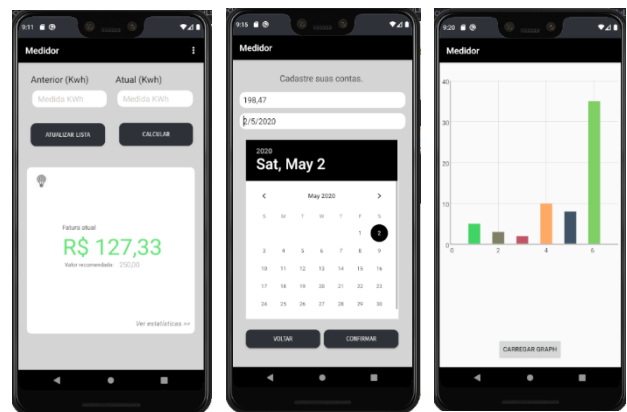 9:11
Medidor
Anterior (Kwh) Atual (Kwh)
Medida KWh Medida KWh
ATUALIZAR LISTA CALCULAR
Fatura atual
R$ 127,33
Valor recomendado 250,00
Ver estatísticas >>
9:15
Medidor
Cadastre suas contas.
198,47
2/5/2020
2020
Sat, May 2
May 2020
S M T W T F S
1 2
3 4 5 6 7 8 9
10 11 12 13 14 15 16
17 18 19 20 21 22 23
24 25 26 27 28 29 30
VOLTAR CONFIRMAR
9:20
Medidor
40
30
20
10
0
0 2 4 6
CARREGAR GRAPH